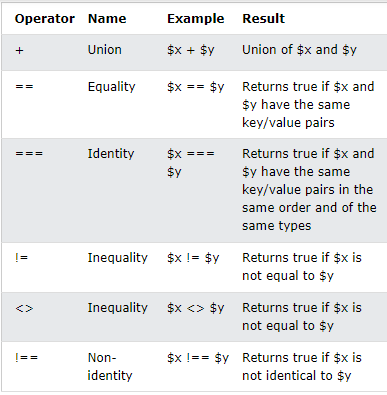 Operator Name Example Result
+ Union $x + $y Union of $x and $y
== Equality $x == $y Returns true if $x and
$y have the same
key/value pairs
=== Identity $x === Returns true if $x and
$y $y have the same
key/value pairs in the
same order and of the
same types
!= Inequality $x != $y Returns true if $x is
not equal to $y
<> Inequality $x <> $y Returns true if $x is
not equal to $y
!== Non- $x !== $y Returns true if $x is
identity not identical to $y